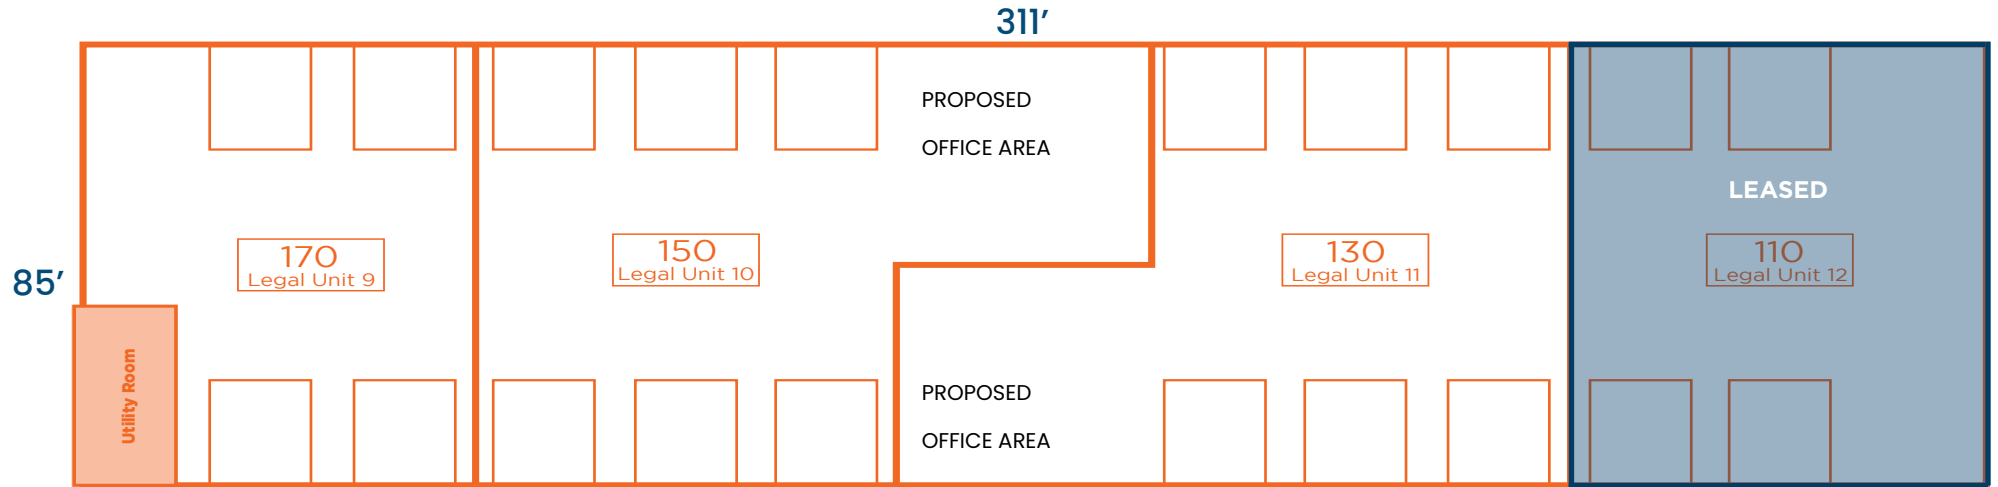 311’
PROPOSED
OFFICE AREA
LEASED
85’
170
Legal Unit 9
150
Legal Unit 10
130
Legal Unit 11
110
Legal Unit 12
Utility Room
PROPOSED
OFFICE AREA